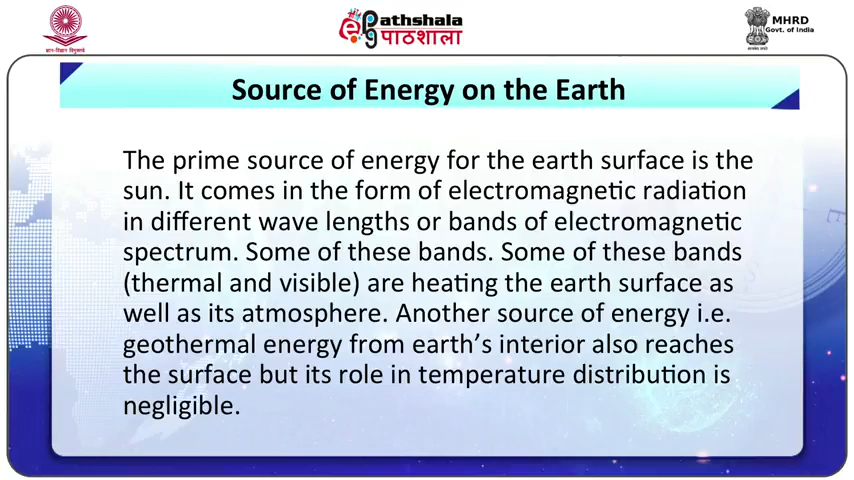 ज्ञान-विज्ञान विमुक्तये
epathshala
पाठशाला
MHRD
Govt. of India
Source of Energy on the Earth
The prime source of energy for the earth surface is the
sun. It comes in the form of electromagnetic radiation
in different wave lengths or bands of electromagnetic
spectrum. Some of these bands. Some of these bands
(thermal and visible) are heating the earth surface as
well as its atmosphere. Another source of energy i.e.
geothermal energy from earth’s interior also reaches
the surface but its role in temperature distribution is
negligible.